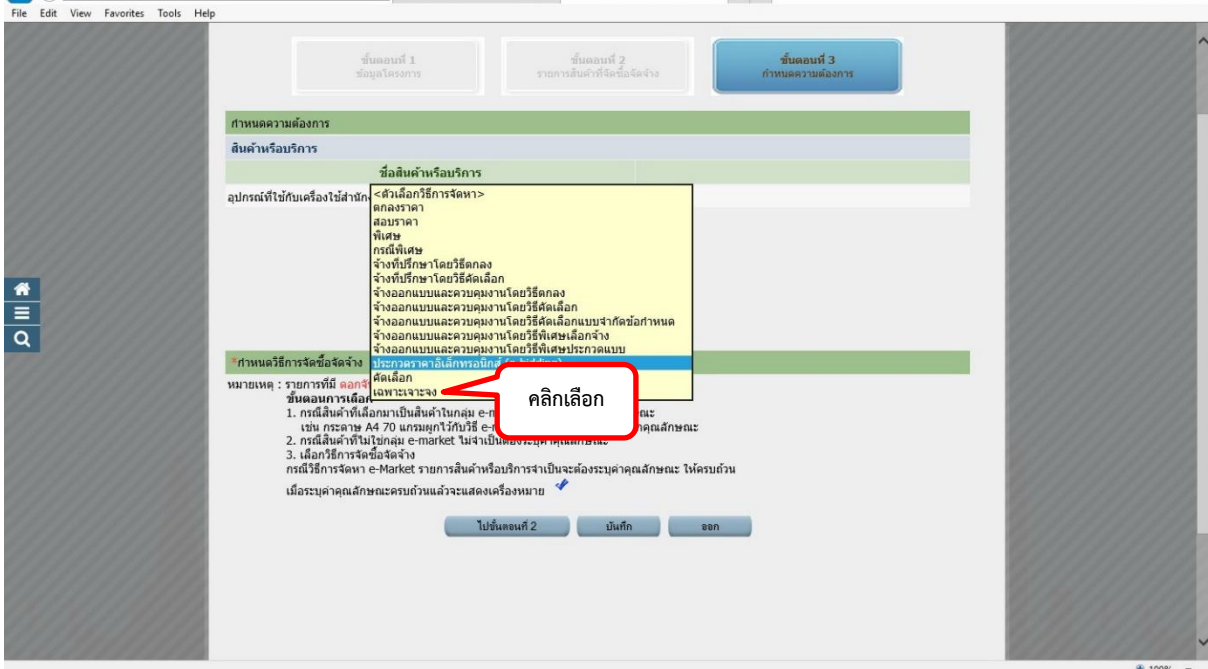 File Edit View Favorites Tools Help
ขั้นตอนที่ 1
ข้อมูลโครงการ
ขั้นตอนที่ 2
รายการสินค้าที่จัดซื้อจัดจ้าง
ขั้นตอนที่ 3
กำหนดความต้องการ
กำหนดความต้องการ
สินค้าหรือบริการ
ชื่อสินค้าหรือบริการ
อุปกรณ์ที่ใช้กับเครื่องใช้สำนัก
<ตัวเลือกวิธีการจัดหา>
ตกลงราคา
สอบราคา
พิเศษ
กรณีพิเศษ
จ้างที่ปรึกษาโดยวิธีตกลง
จ้างที่ปรึกษาโดยวิธีคัดเลือก
จ้างออกแบบและควบคุมงานโดยวิธีตกลง
จ้างออกแบบและควบคุมงานโดยวิธีคัดเลือก
จ้างออกแบบและควบคุมงานโดยวิธีคัดเลือกแบบจำกัดข้อกำหนด
จ้างออกแบบและควบคุมงานโดยวิธีพิเศษเลือกจ้าง
จ้างออกแบบและควบคุมงานโดยวิธีพิเศษประกวดแบบ
*กำหนดวิธีการจัดซื้อจัดจ้าง ประกวดราคาอิเล็กทรอนิกส์
คัดเลือก
เฉพาะเจาะจง
คลิกเลือก
หมายเหตุ : รายการที่มี
ขั้นตอนการเลือก
1. กรณีสินค้าที่เลือกมาเป็นสินค้าในกลุ่ม
เช่น กระดาษ A4 70 แกรมผูกไว้กับวิธี
2. กรณีสินค้าที่ไม่ใช่กลุ่ม e-market ไม่จำเป็นต้องระบุค่าคุณลักษณะ
3. เลือกวิธีการจัดซื้อจัดจ้าง
กรณีวิธีการจัดหา e-Market รายการสินค้าหรือบริการจำเป็นจะต้องระบุค่าคุณลักษณะ ให้ครบถ้วน
เมื่อระบุค่าคุณลักษณะครบถ้วนแล้วจะแสดงเครื่องหมาย
ไปขั้นตอนที่ 2 บันทึก ออก
100%